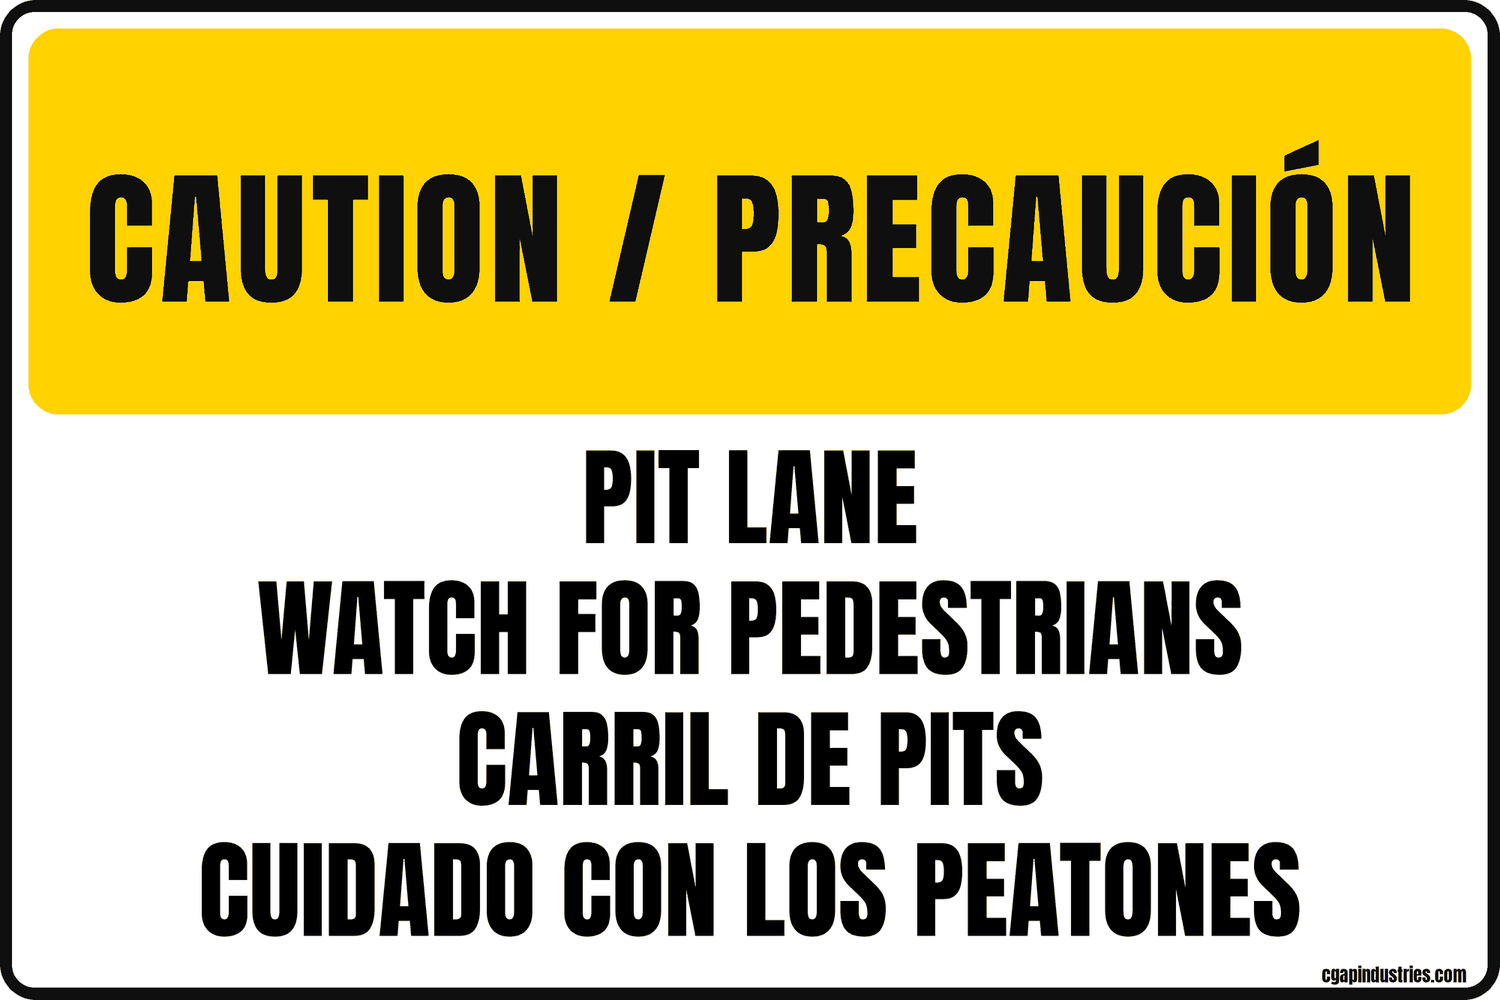 CAUTION / PRECAUCIÓN
PIT LANE
WATCH FOR PEDESTRIANS
CARRIL DE PITS
CUIDADO CON LOS PEATONES
cgapindustries.com